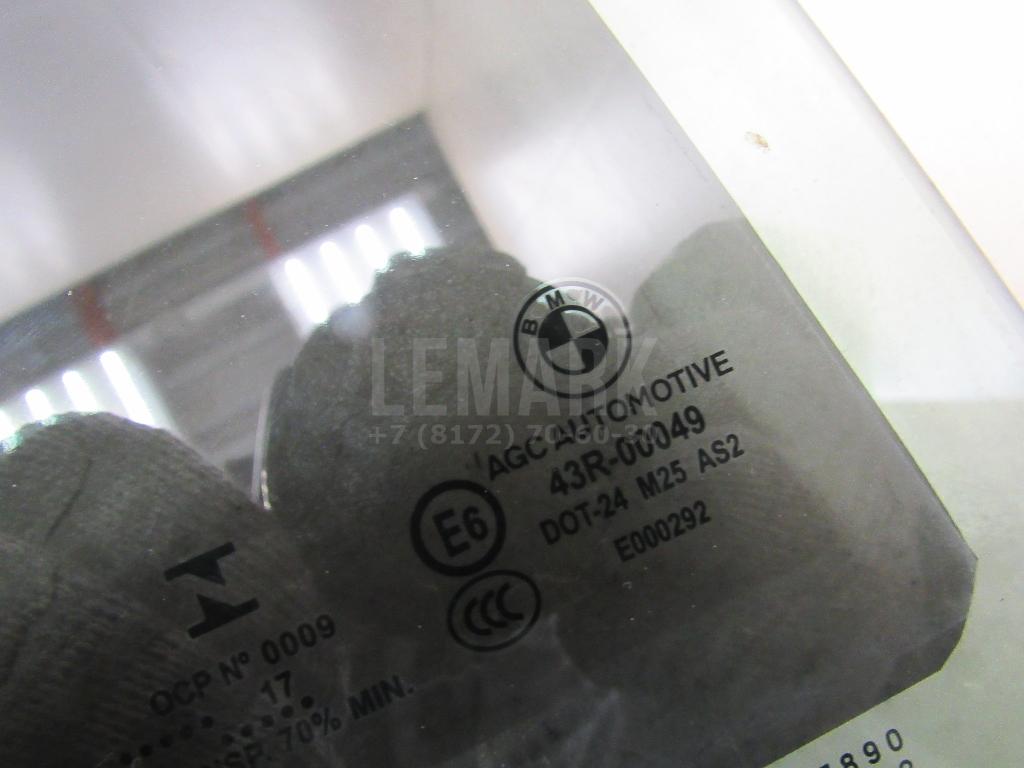 BMW
LEMARK
AGC AUTOMOTIVE
43R-00049
DOT-24 M25 AS2
E000292
E6
CCC
OCP Nº 0009
17
70% MIN.
890